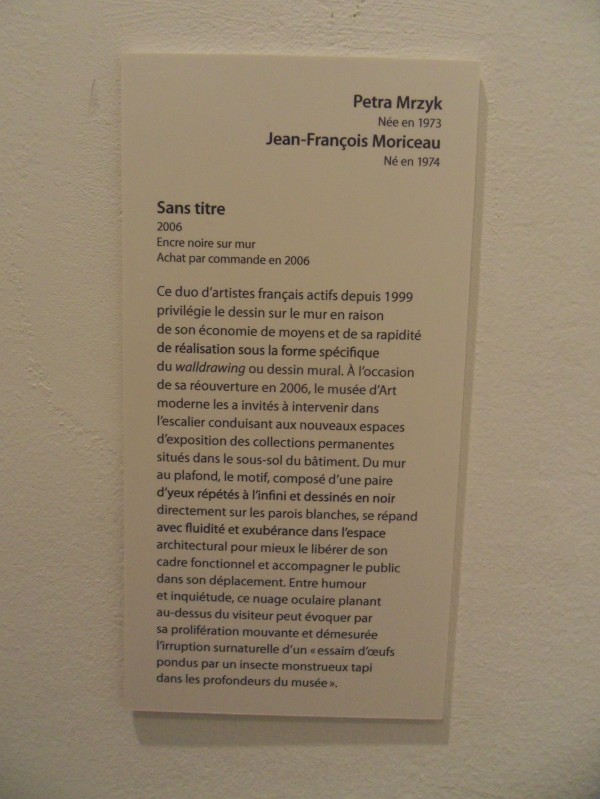 Petra Mrzyk
Née en 1973
Jean-François Moriceau
Né en 1974
Sans titre
2006
Encre noire sur mur
Achat par commande en 2006
Ce duo d'artistes français actifs depuis 1999
privilégie le dessin sur le mur en raison
de son économie de moyens et de sa rapidité
de réalisation sous la forme spécifique
du walldrawing ou dessin mural. À l'occasion
de sa réouverture en 2006, le musée d'Art
moderne les a invités à intervenir dans
l'escalier conduisant aux nouveaux espaces
d'exposition des collections permanentes
situés dans le sous-sol du bâtiment. Du mur
au plafond, le motif, composé d'une paire
d'yeux répétés à l'infini et dessinés en noir
directement sur les parois blanches, se répand
avec fluidité et exubérance dans l'espace
architectural pour mieux le libérer de son
cadre fonctionnel et accompagner le public
dans son déplacement. Entre humour
et inquiétude, ce nuage oculaire planant
au-dessus du visiteur peut évoquer par
sa prolifération mouvante et démesurée
l'irruption surnaturelle d'un « essaim d'œufs
pondus par un insecte monstrueux tapi
dans les profondeurs du musée ».